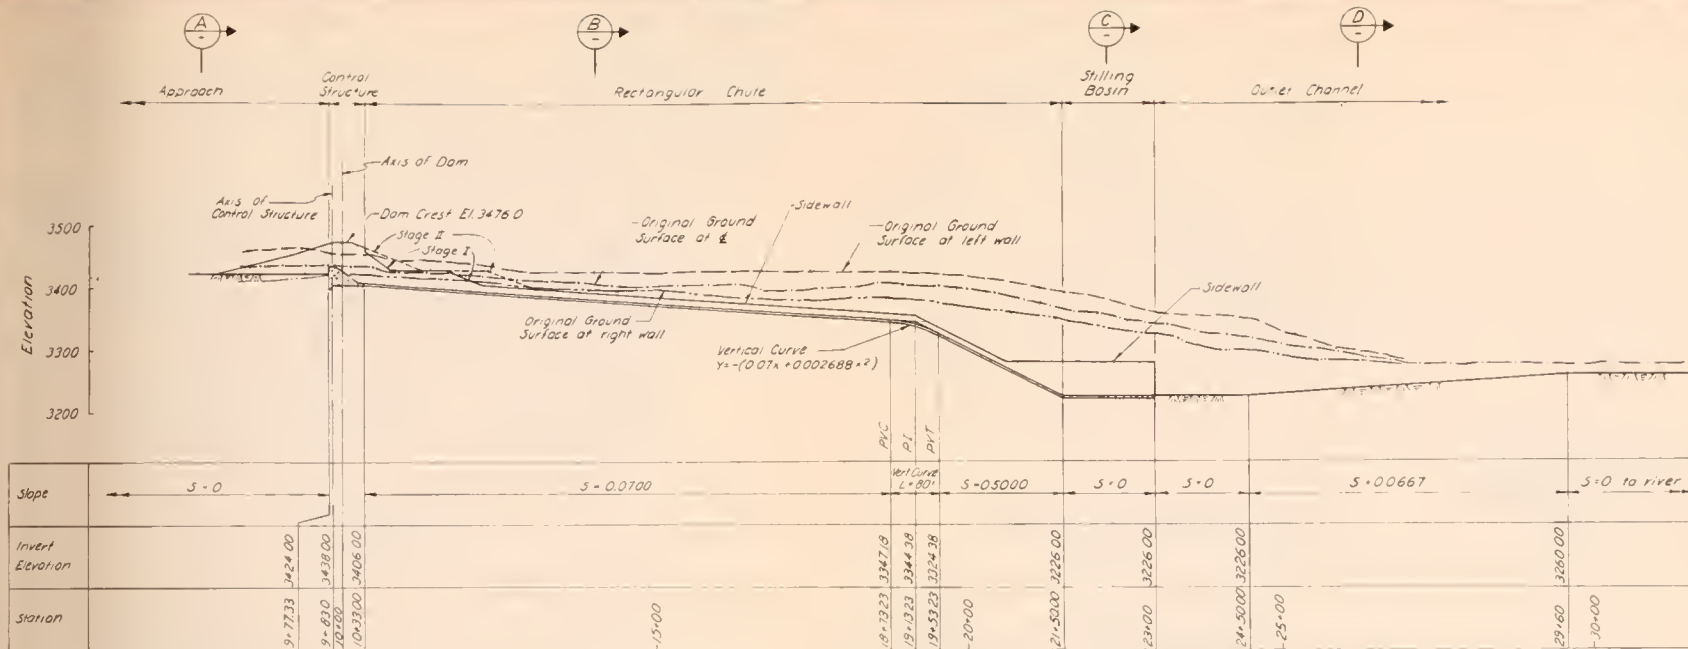 A
-
B
-
C
-
D
-
Approach
Control
Structure
Rectangular Chute
Stilling
Basin
Outlet Channel
Axis of Dam
Axis of
Control Structure
Dam Crest El. 3476.0
Stage II
Stage I
Original Ground
Surface at ℄
Sidewall
Original Ground
Surface at left wall
Sidewall
Original Ground
Surface at right wall
Vertical Curve
Y=-(0.07x+0.002688x²)
Elevation
3500
3400
3300
3200
PVC
PI
PVT
Slope
S=0
S=0.0700
Vert Curve
L=80'
S=0.5000
S=0
S=0
S=0.0667
S=0 to river
Invert
Elevation
3424.00
3438.00
3406.00
3347.18
3344.38
3324.38
3226.00
3226.00
3226.00
3260.00
Station
9+77.33
9+83.0
10+00
10+33.00
15+00
18+73.23
19+13.23
19+53.23
20+00
21+50.00
23+00
24+50.00
25+00
29+60
30+00